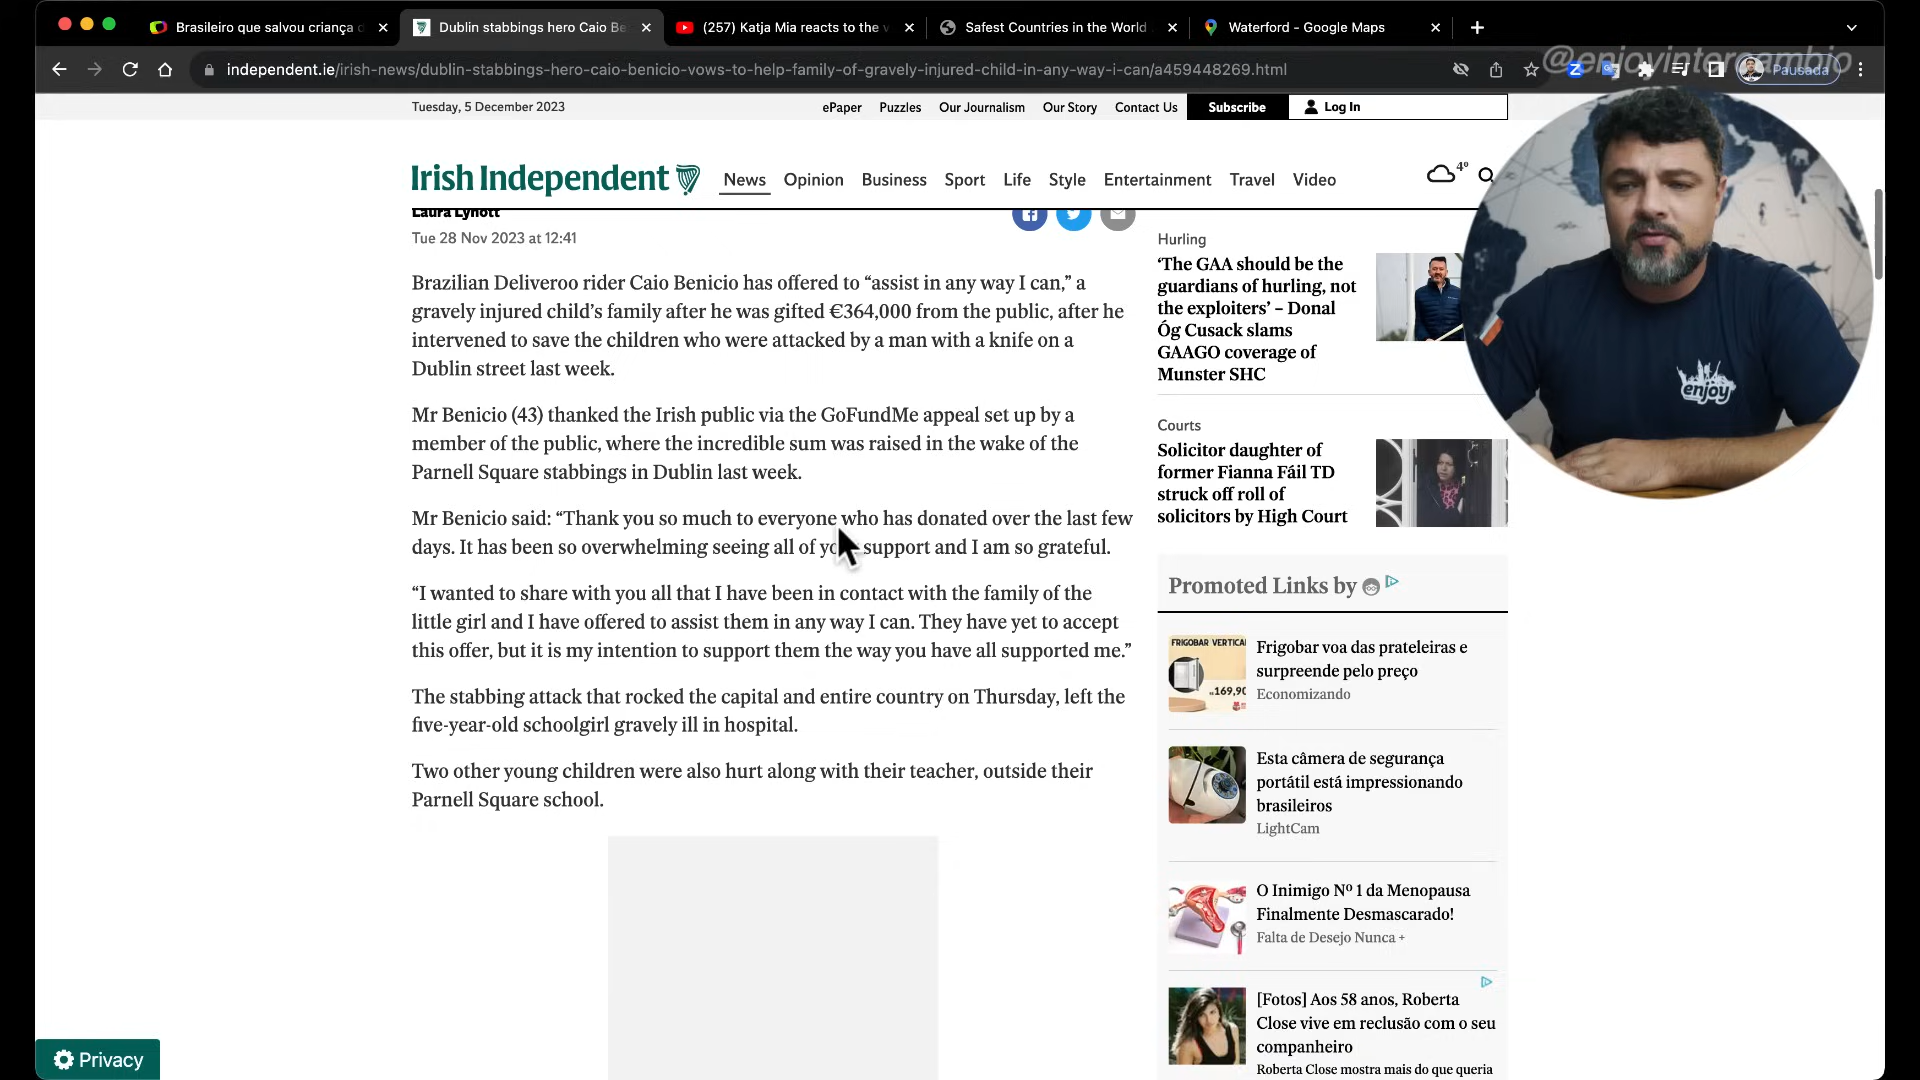 Brasileiro que salvou criança d
Dublin stabbings hero Caio Be
(257) Katja Mia reacts to the v
Safest Countries in the World
Waterford - Google Maps
independent.ie/irish-news/dublin-stabbings-hero-caio-benicio-vows-to-help-family-of-gravely-injured-child-in-any-way-i-can/a459448269.html
@enjoyintercambio
Pausada
Tuesday, 5 December 2023
ePaper Puzzles Our Journalism Our Story Contact Us Subscribe Log In
Irish Independent
News Opinion Business Sport Life Style Entertainment Travel Video
4°
Laura Lynott
Tue 28 Nov 2023 at 12:41
Brazilian Deliveroo rider Caio Benicio has offered to “assist in any way I can,” a
gravely injured child’s family after he was gifted €364,000 from the public, after he
intervened to save the children who were attacked by a man with a knife on a
Dublin street last week.
Mr Benicio (43) thanked the Irish public via the GoFundMe appeal set up by a
member of the public, where the incredible sum was raised in the wake of the
Parnell Square stabbings in Dublin last week.
Mr Benicio said: “Thank you so much to everyone who has donated over the last few
days. It has been so overwhelming seeing all of your support and I am so grateful.
“I wanted to share with you all that I have been in contact with the family of the
little girl and I have offered to assist them in any way I can. They have yet to accept
this offer, but it is my intention to support them the way you have all supported me.”
The stabbing attack that rocked the capital and entire country on Thursday, left the
five-year-old schoolgirl gravely ill in hospital.
Two other young children were also hurt along with their teacher, outside their
Parnell Square school.
Hurling
‘The GAA should be the
guardians of hurling, not
the exploiters’ – Donal
Óg Cusack slams
GAAGO coverage of
Munster SHC
Courts
Solicitor daughter of
former Fianna Fáil TD
struck off roll of
solicitors by High Court
enjoy
Promoted Links by
FRIGOBAR VERTICAL
169,90
Frigobar voa das prateleiras e
surpreende pelo preço
Economizando
Esta câmera de segurança
portátil está impressionando
brasileiros
LightCam
O Inimigo Nº 1 da Menopausa
Finalmente Desmascarado!
Falta de Desejo Nunca +
[Fotos] Aos 58 anos, Roberta
Close vive em reclusão com o seu
companheiro
Roberta Close mostra mais do que queria
Privacy